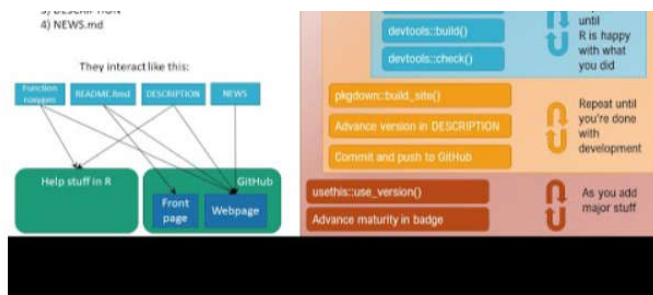 3) DESCRIPTION
4) NEWS.md
They interact like this:
Function
roxygen
README.Rmd
DESCRIPTION
NEWS
Help stuff in R
GitHub
Front
page
Webpage
devtools::build()
devtools::check()
until
R is happy
with what
you did
pkgdown::build_site()
Advance version in DESCRIPTION
Commit and push to GitHub
Repeat until
you're done
with
development
usethis::use_version()
Advance maturity in badge
As you add
major stuff